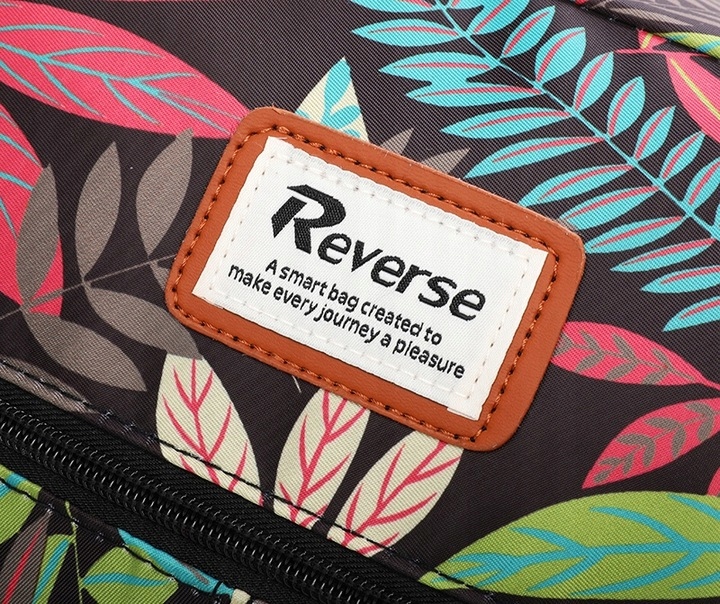 Reverse
A smart bag created to
make every journey a pleasure